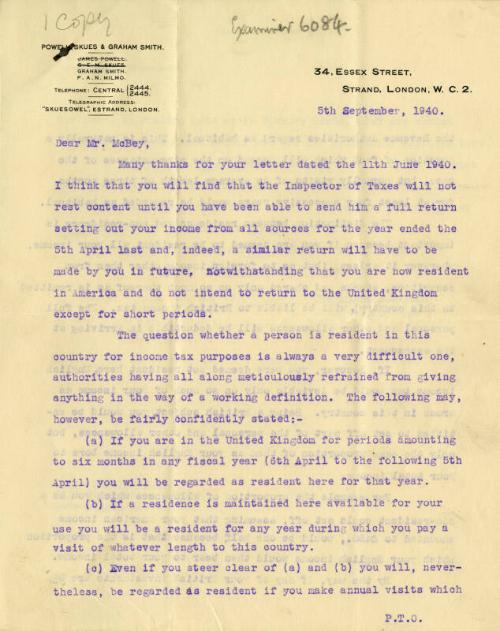 1 Copy
Examiner 6084-
POWELL, SKUES & GRAHAM SMITH.
JAMES POWELL.
G. E. M. SKUES.
GRAHAM SMITH.
F. A. N. MILMO.
TELEPHONE: CENTRAL { 2444. 2445.
TELEGRAPHIC ADDRESS:
"SKUESOWEL", ESTRAND, LONDON.
34, ESSEX STREET,
STRAND, LONDON, W. C. 2.
5th September, 1940.
Dear Mr. McBey,
Many thanks for your letter dated the 11th June 1940.
I think that you will find that the Inspector of Taxes will not
rest content until you have been able to send him a full return
setting out your income from all sources for the year ended the
5th April last and, indeed, a similar return will have to be
made by you in future, notwithstanding that you are now resident
in America and do not intend to return to the United Kingdom
except for short periods.
The question whether a person is resident in this
country for income tax purposes is always a very difficult one,
authorities having all along meticulously refrained from giving
anything in the way of a working definition. The following may,
however, be fairly confidently stated;-
(a) If you are in the United Kingdom for periods amounting
to six months in any fiscal year (6th April to the following 5th
April) you will be regarded as resident here for that year.
(b) If a residence is maintained here available for your
use you will be a resident for any year during which you pay a
visit of whatever length to this country.
(c) Even if you steer clear of (a) and (b) you will, never-
theless, be regarded as resident if you make annual visits which
P.T.O.